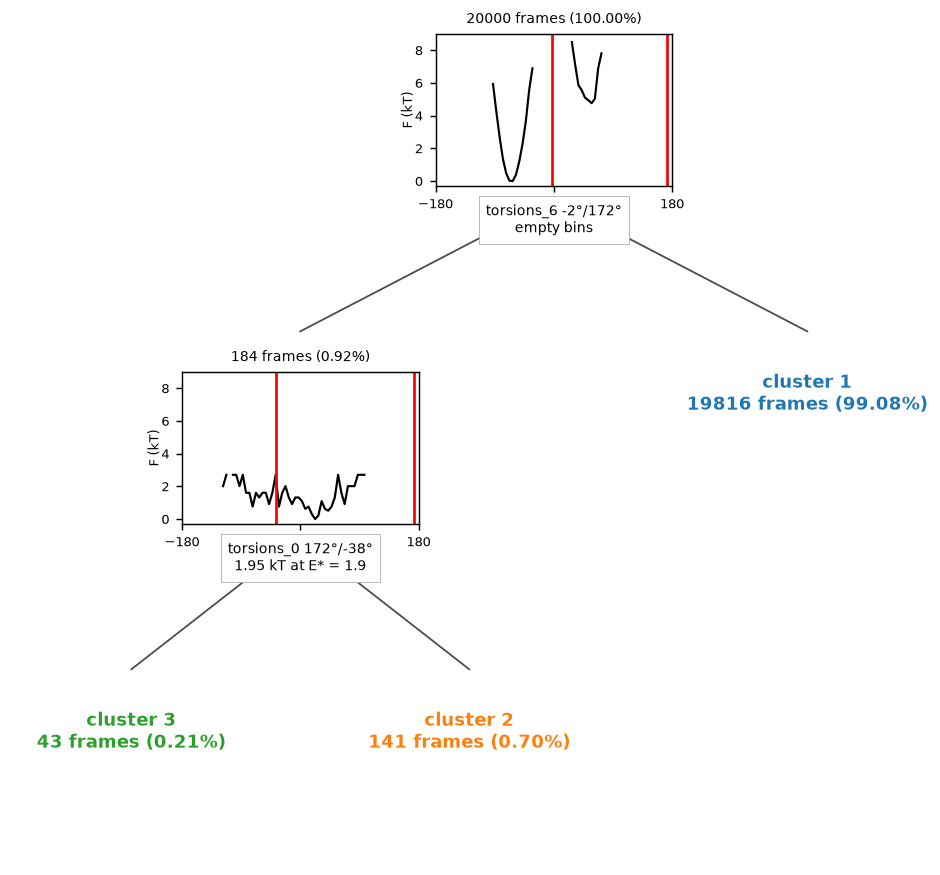 20000 frames (100.00%)
8
6
4
2
0
F (kT)
−180
180
torsions_6 -2°/172°
empty bins
184 frames (0.92%)
8
6
4
2
0
F (kT)
−180
180
torsions_0 172°/-38°
1.95 kT at E* = 1.9
cluster 1
19816 frames (99.08%)
cluster 3
43 frames (0.21%)
cluster 2
141 frames (0.70%)